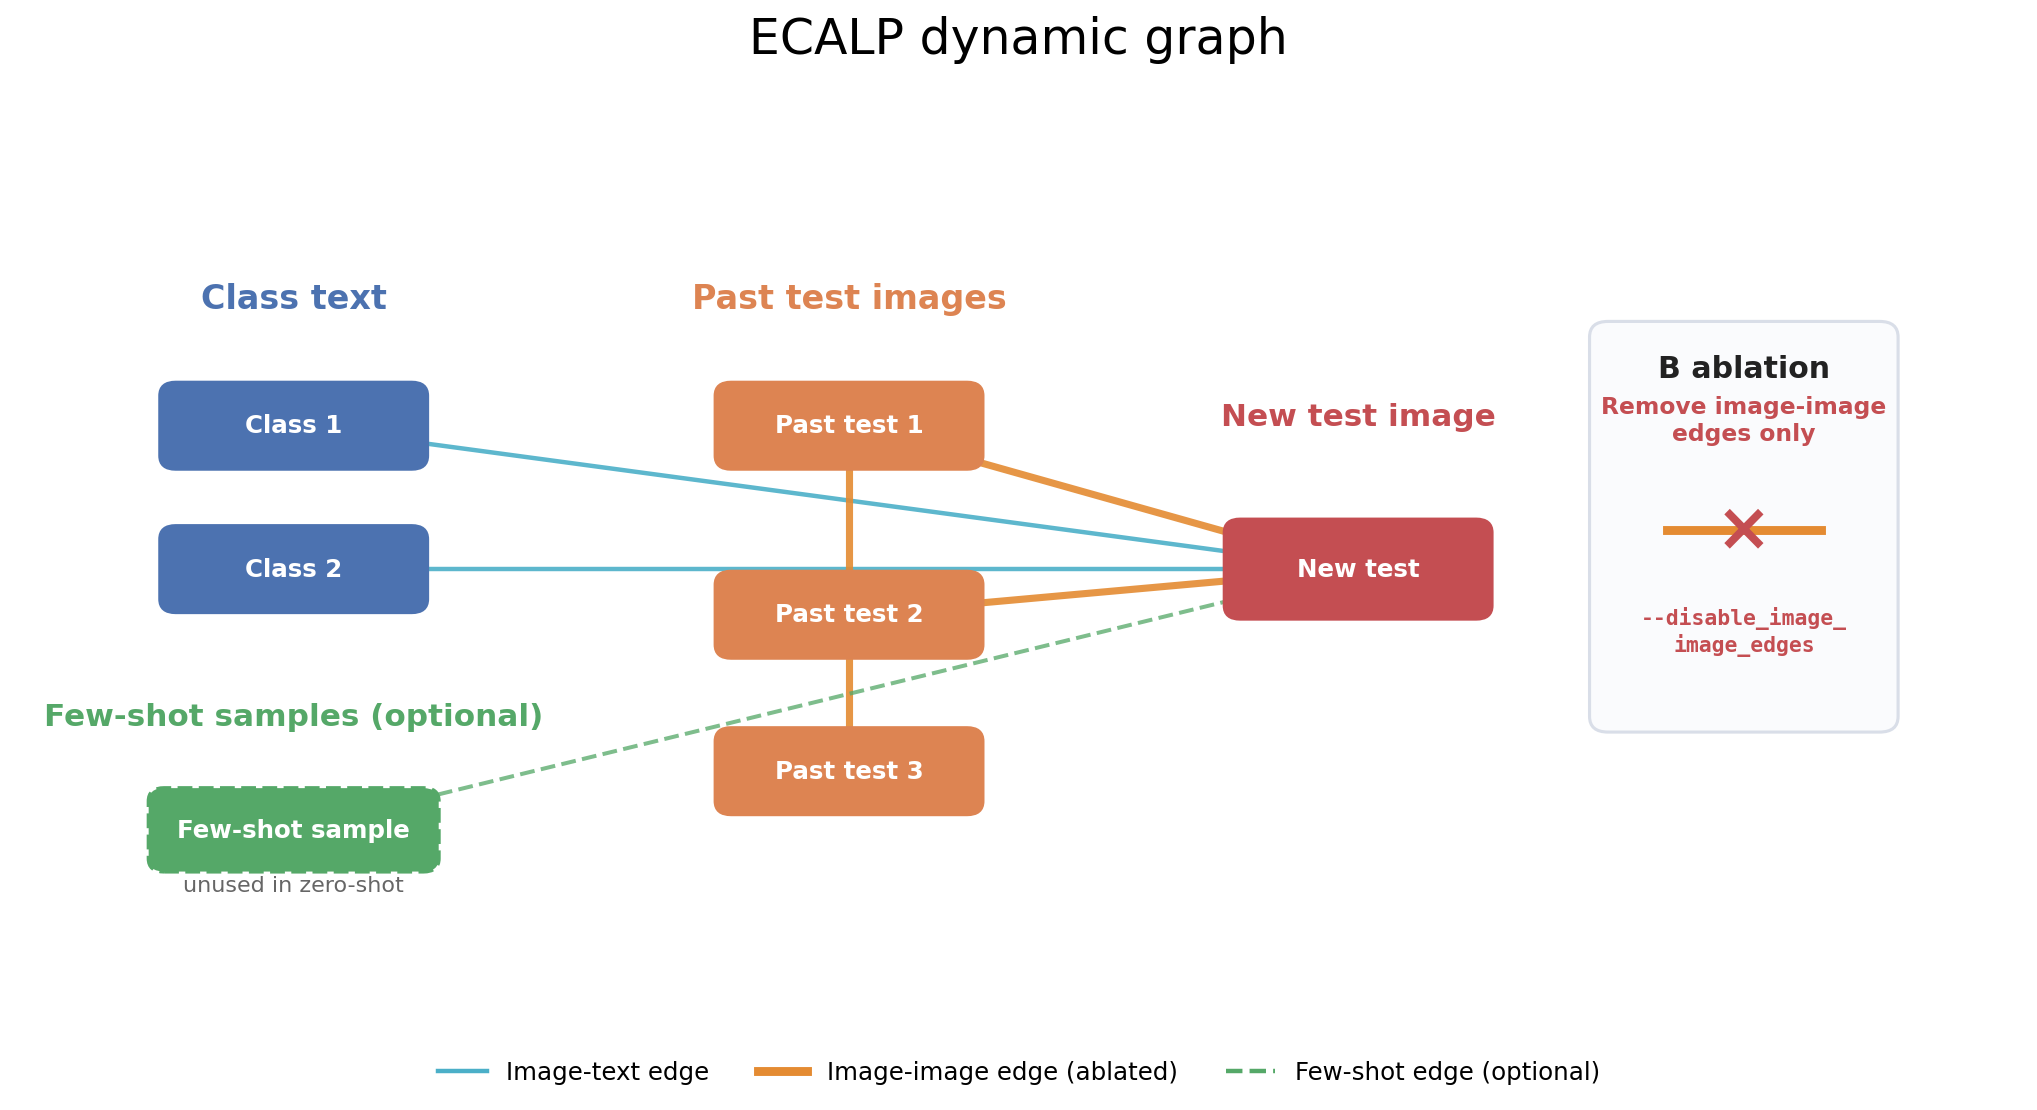 ECALP dynamic graph
Class text
Past test images
New test image
Class 1
Class 2
Past test 1
Past test 2
Past test 3
New test
Few-shot samples (optional)
Few-shot sample
unused in zero-shot
B ablation
Remove image-image
edges only
--disable_image_
image_edges
Image-text edge
Image-image edge (ablated)
Few-shot edge (optional)